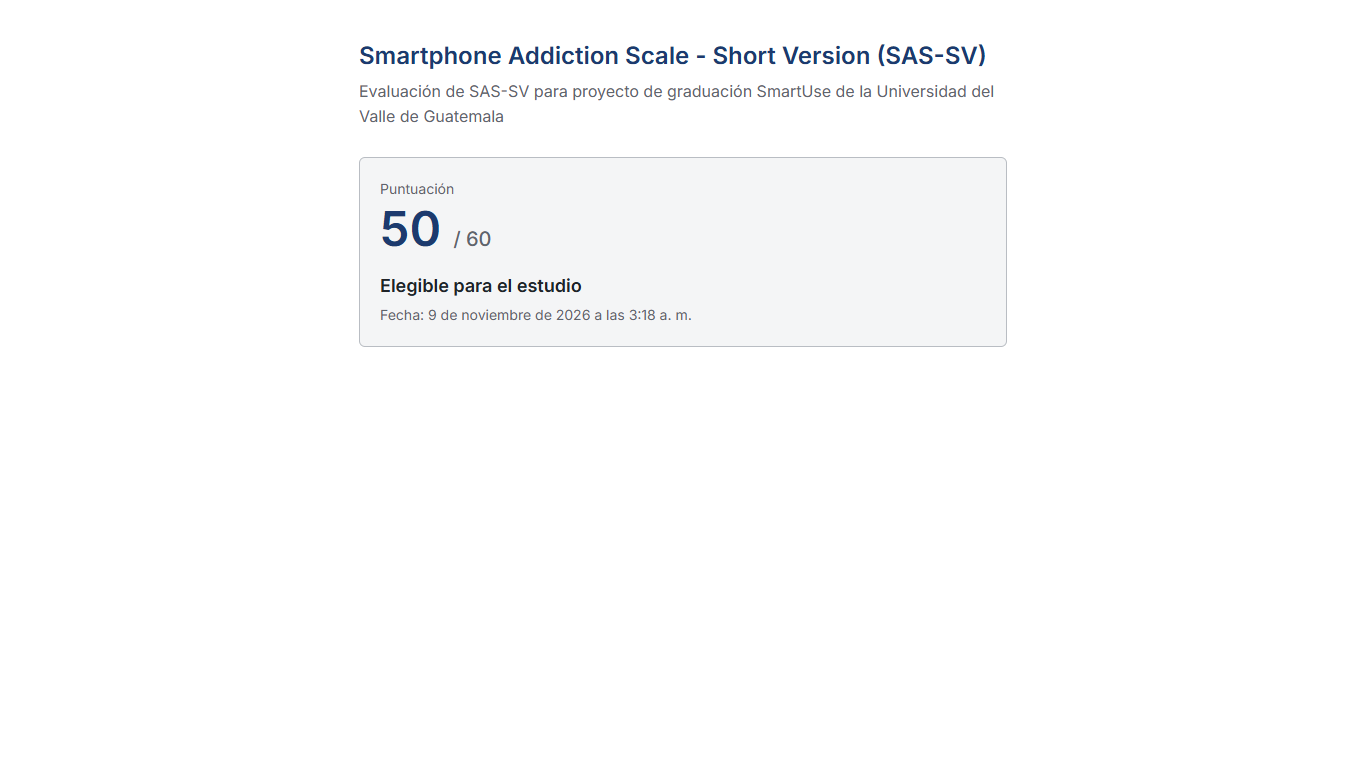 Smartphone Addiction Scale - Short Version (SAS-SV)
Evaluación de SAS-SV para proyecto de graduación SmartUse de la Universidad del
Valle de Guatemala
Puntuación
50 / 60
Elegible para el estudio
Fecha: 9 de noviembre de 2026 a las 3:18 a. m.